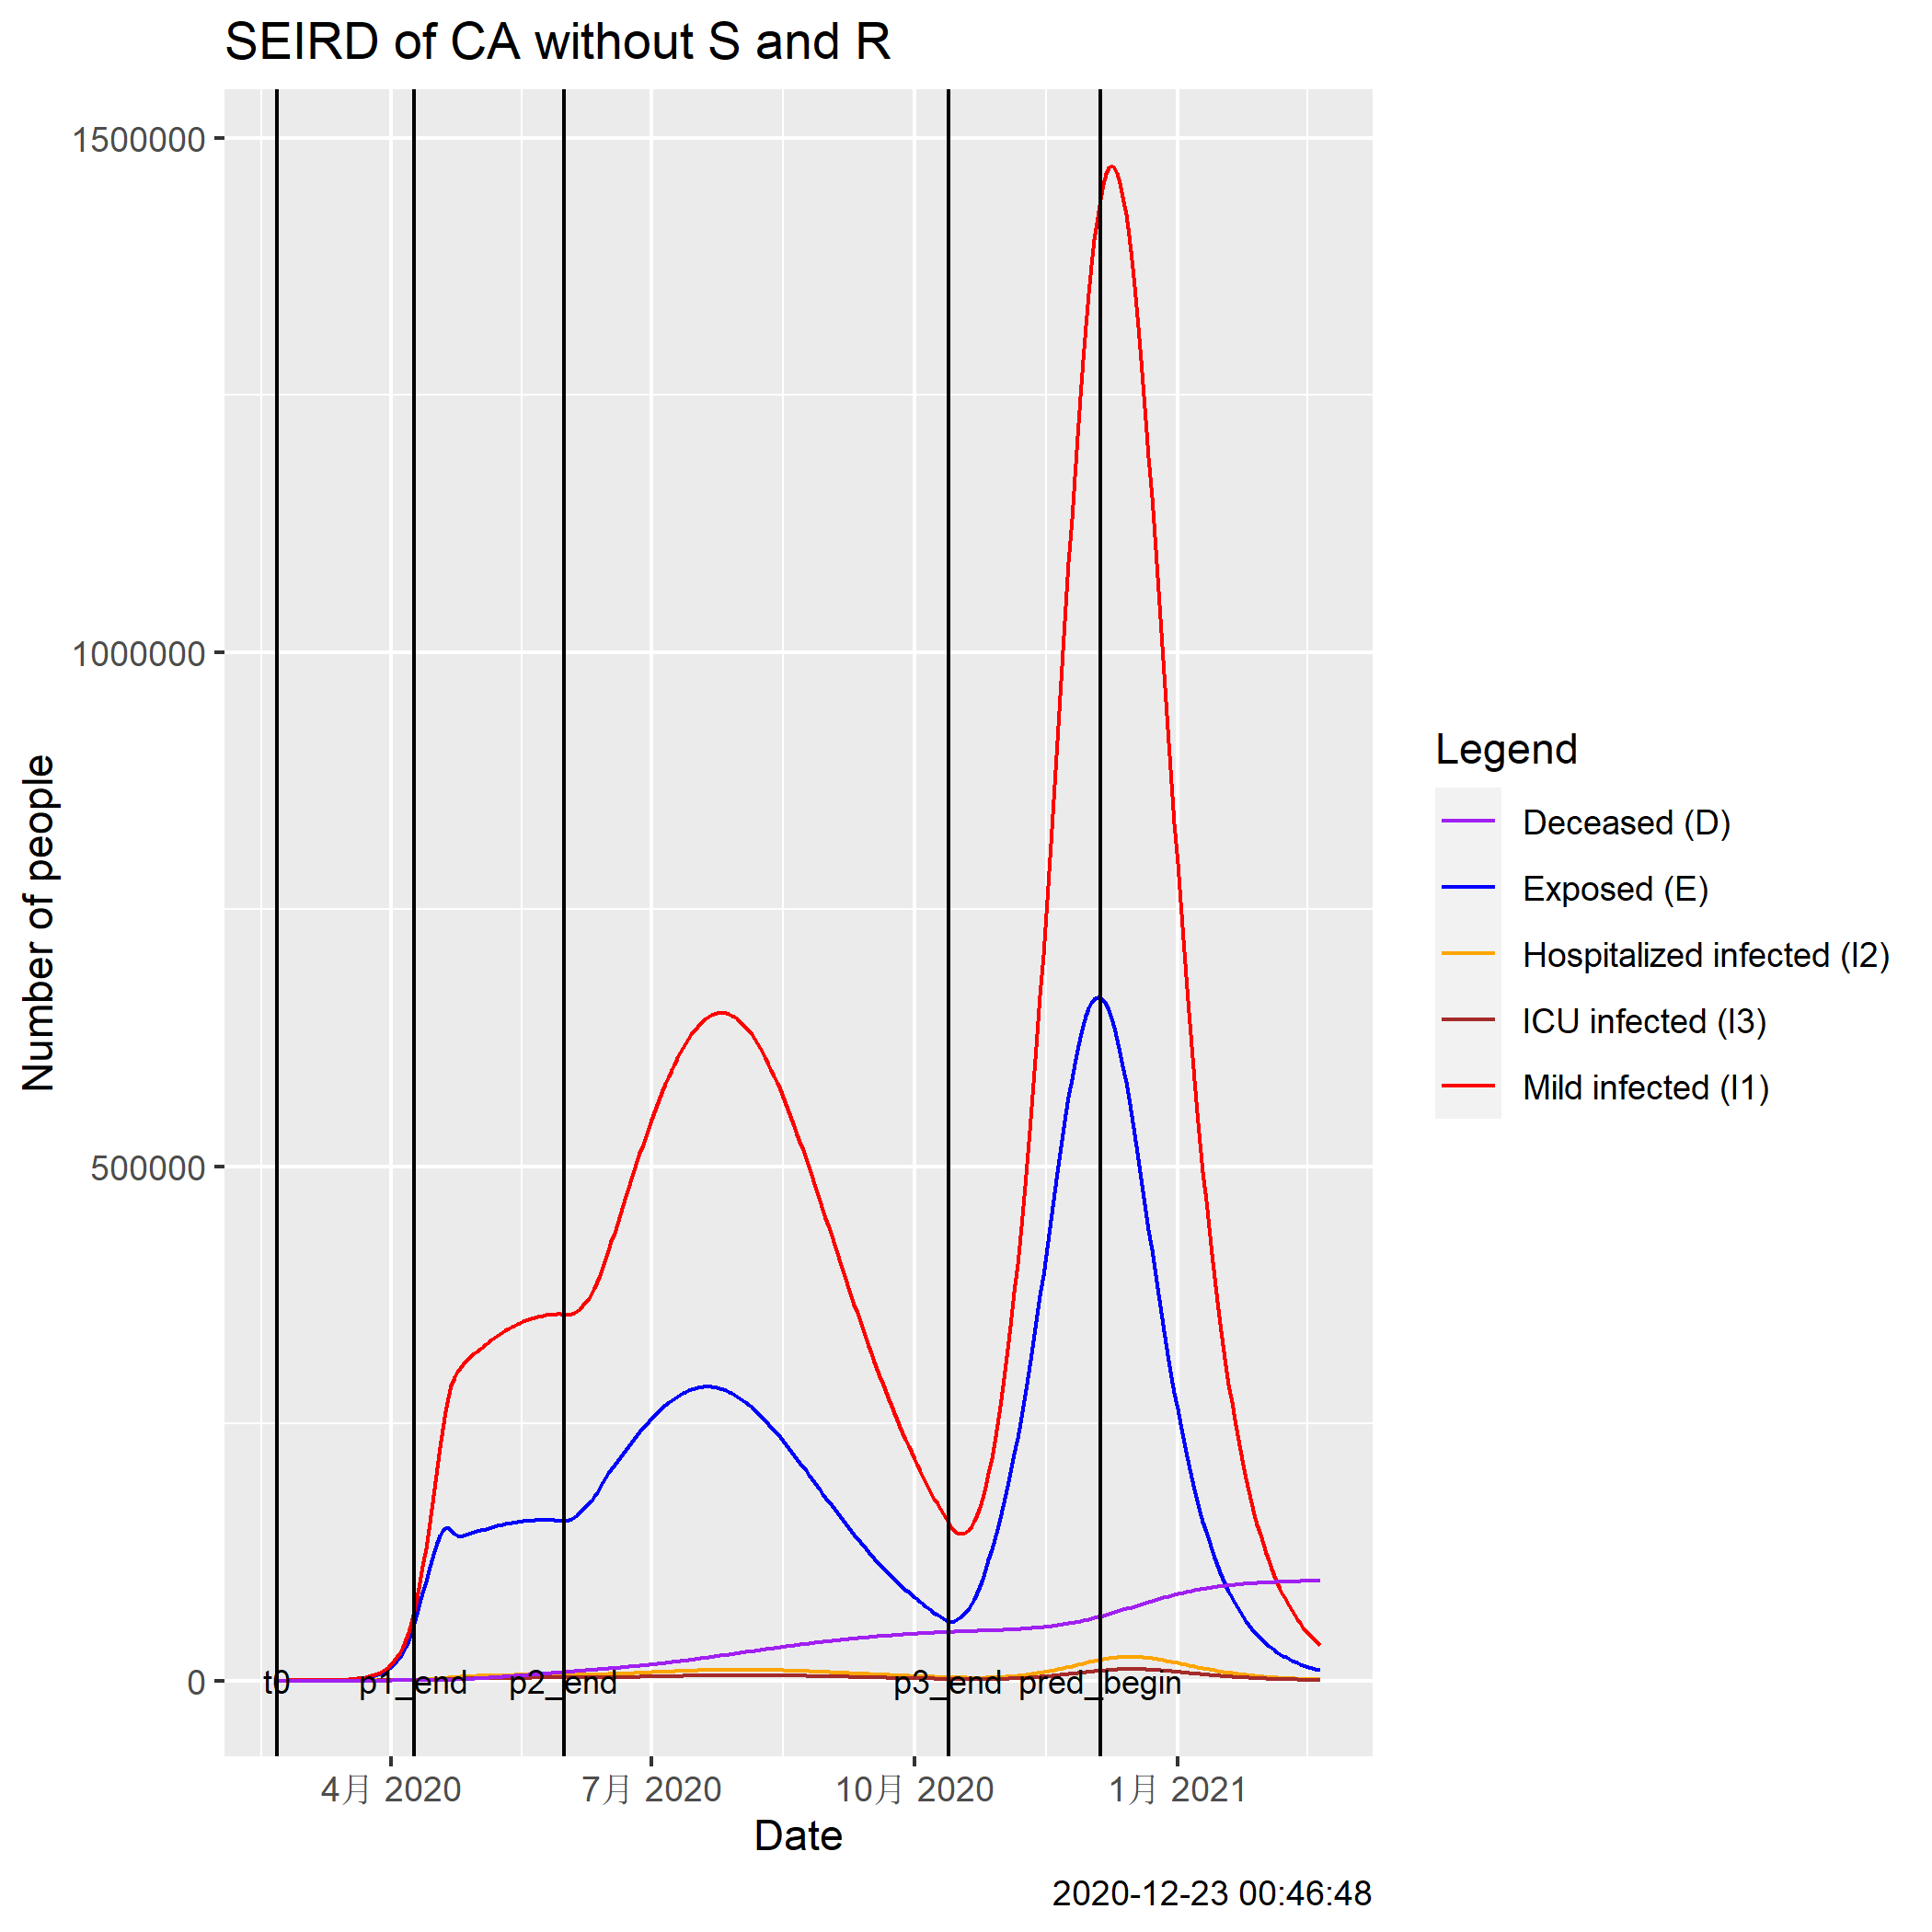 SEIRD of CA without S and R
1500000
1000000
500000
0
Number of people
t0
p1_end
p2_end
p3_end
pred_begin
4月 2020
7月 2020
10月 2020
1月 2021
Date
Legend
Deceased (D)
Exposed (E)
Hospitalized infected (I2)
ICU infected (I3)
Mild infected (I1)
2020-12-23 00:46:48